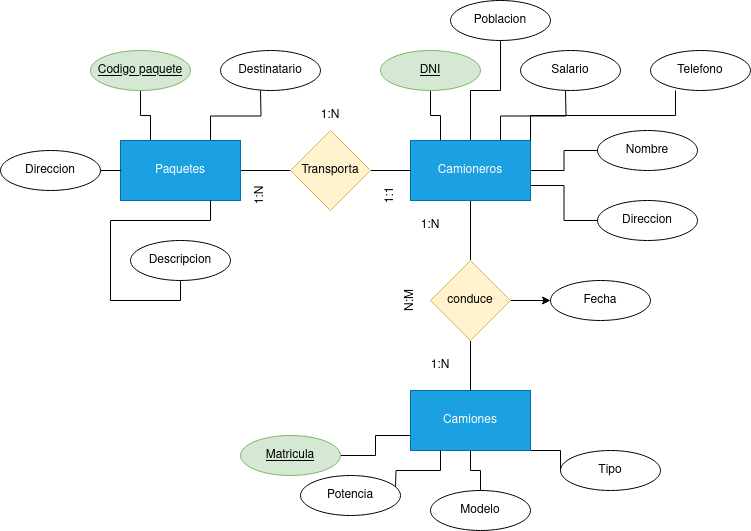 Poblacion
Codigo paquete
Destinatario
DNI
Salario
Telefono
1:N
Nombre
Direccion
Paquetes
Transporta
Camioneros
1:N
1:1
Direccion
1:N
Descripcion
N:M
conduce
Fecha
1:N
Camiones
Matricula
Tipo
Potencia
Modelo